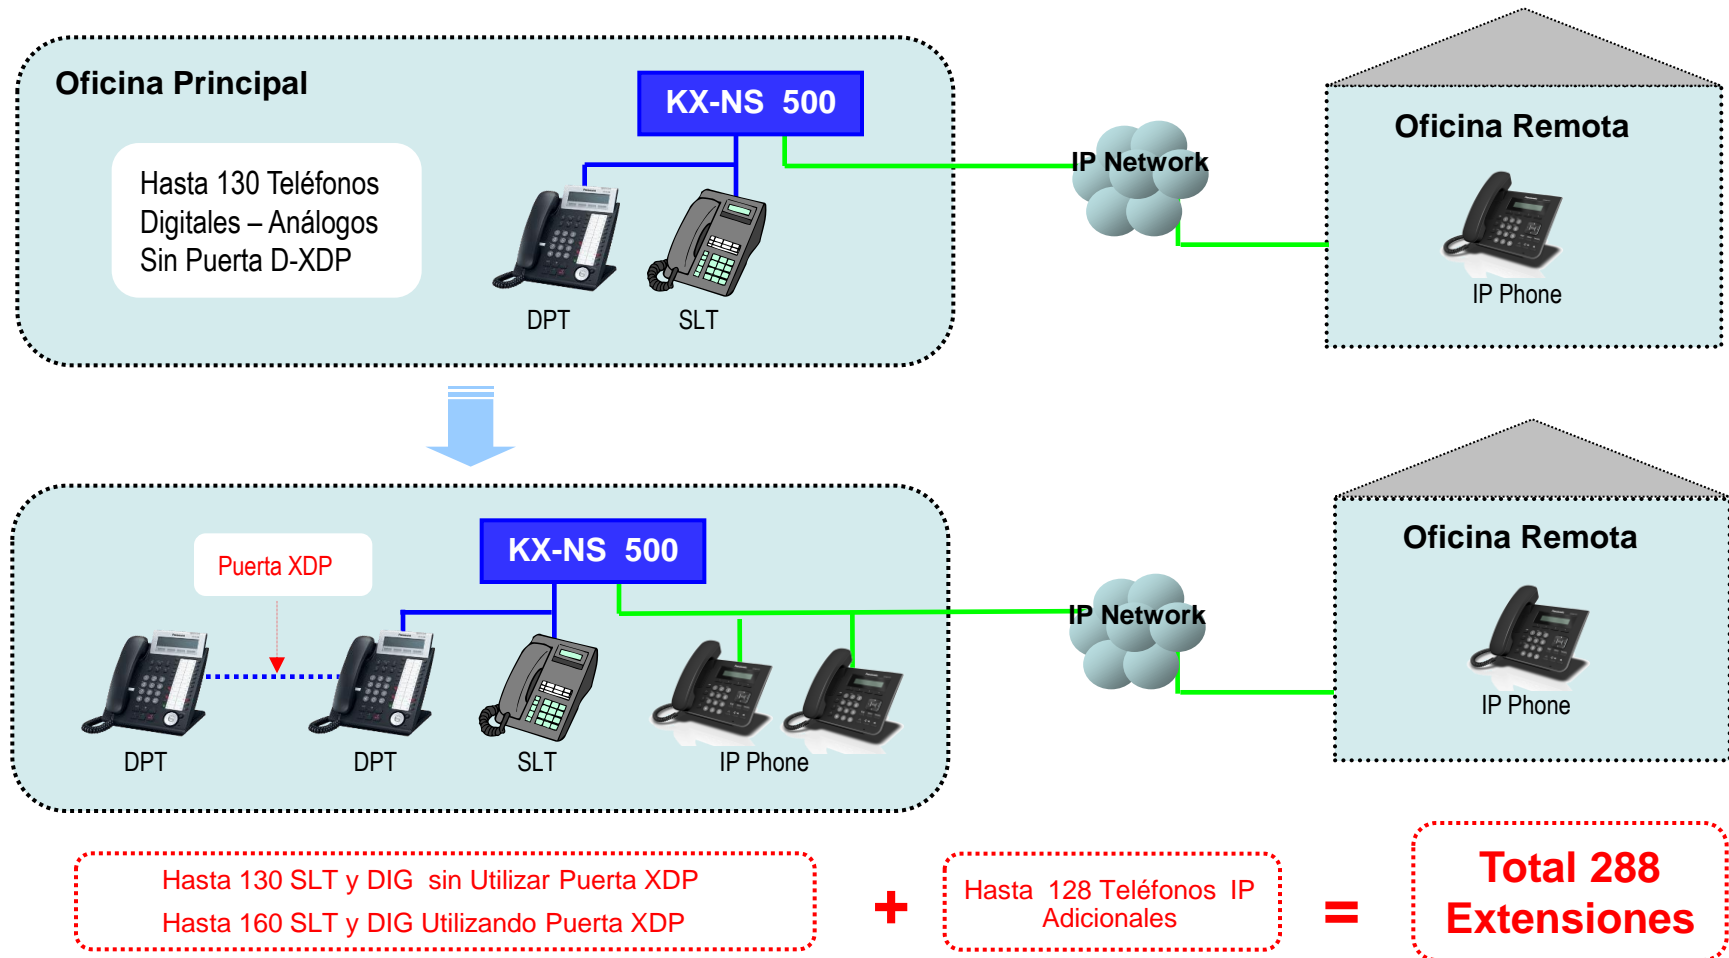 Oficina Principal
KX-NS 500
Hasta 130 Teléfonos
Digitales – Análogos
Sin Puerta D-XDP
DPT
SLT
IP Network
Oficina Remota
IP Phone
Puerta XDP
KX-NS 500
DPT
DPT
SLT
IP Phone
IP Network
Oficina Remota
IP Phone
Hasta 130 SLT y DIG sin Utilizar Puerta XDP
Hasta 160 SLT y DIG Utilizando Puerta XDP
+
Hasta 128 Teléfonos IP
Adicionales
=
Total 288
Extensiones